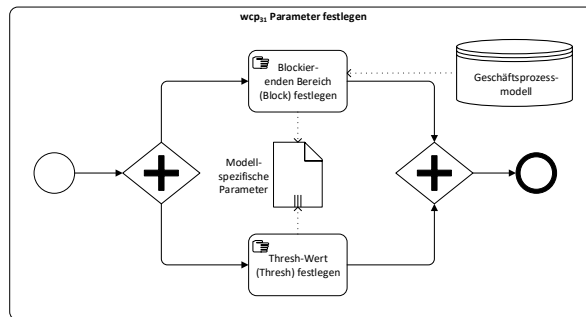 wcp31 Parameter festlegen
Blockier-
enden Bereich
(Block) festlegen
Geschäftsprozess-
modell
Modell-
spezifische
Parameter
Thresh-Wert
(Thresh) festlegen